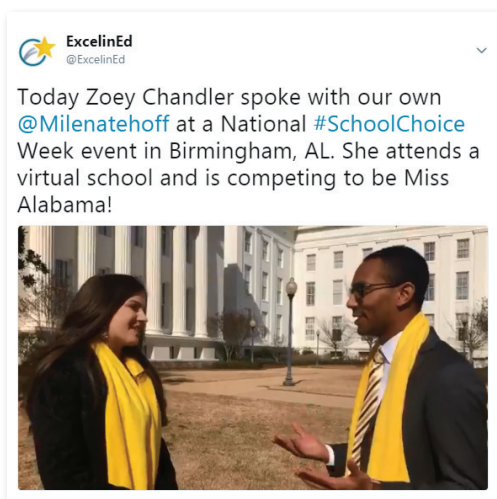 ExcelinEd
@ExcelinEd
Today Zoey Chandler spoke with our own
@Milenatehoff at a National #SchoolChoice
Week event in Birmingham, AL. She attends a
virtual school and is competing to be Miss
Alabama!